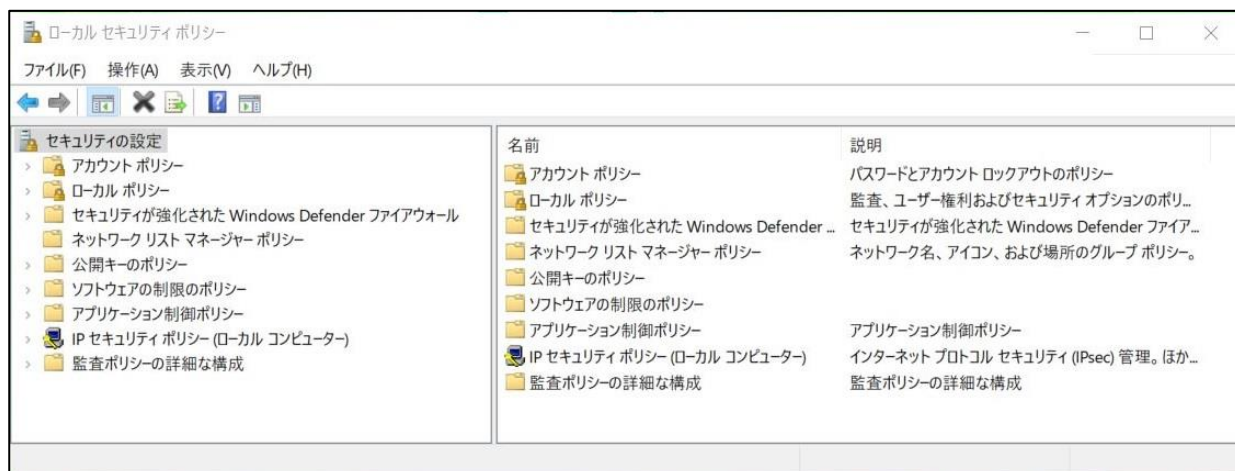 ローカル セキュリティ ポリシー
ファイル(F) 操作(A) 表示(V) ヘルプ(H)
セキュリティの設定
アカウント ポリシー
ローカル ポリシー
セキュリティが強化された Windows Defender ファイアウォール
ネットワーク リスト マネージャー ポリシー
公開キーのポリシー
ソフトウェアの制限のポリシー
アプリケーション制御ポリシー
IP セキュリティ ポリシー (ローカル コンピューター)
監査ポリシーの詳細な構成
名前 説明
アカウント ポリシー パスワードとアカウント ロックアウトのポリシー
ローカル ポリシー 監査、ユーザー権利およびセキュリティ オプションのポリ...
セキュリティが強化された Windows Defender ... セキュリティが強化された Windows Defender ファイア...
ネットワーク リスト マネージャー ポリシー ネットワーク名、アイコン、および場所のグループ ポリシー。
公開キーのポリシー
ソフトウェアの制限のポリシー
アプリケーション制御ポリシー アプリケーション制御ポリシー
IP セキュリティ ポリシー (ローカル コンピューター) インターネット プロトコル セキュリティ (IPsec) 管理。ほか...
監査ポリシーの詳細な構成 監査ポリシーの詳細な構成